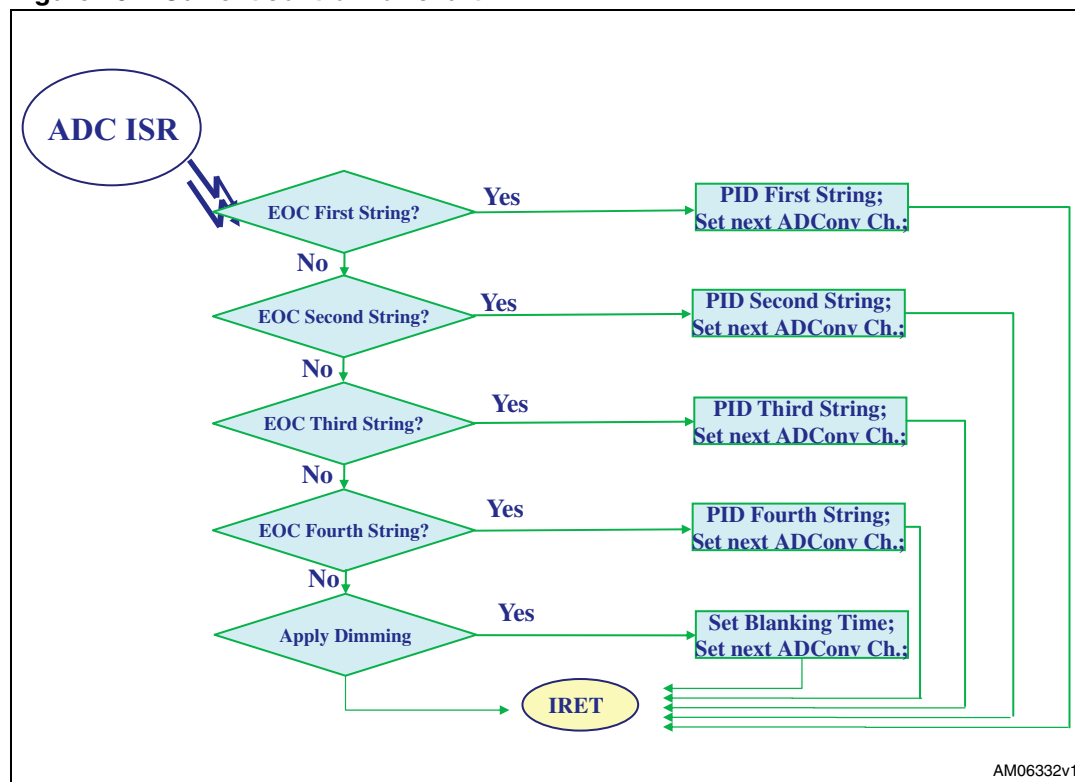 ADC ISR
EOC First String?
Yes
PID First String;
Set next ADConv Ch.;
No
EOC Second String?
Yes
PID Second String;
Set next ADConv Ch.;
No
EOC Third String?
Yes
PID Third String;
Set next ADConv Ch.;
No
EOC Fourth String?
Yes
PID Fourth String;
Set next ADConv Ch.;
No
Apply Dimming
Yes
Set Blanking Time;
Set next ADConv Ch.;
IRET
AM06332v1